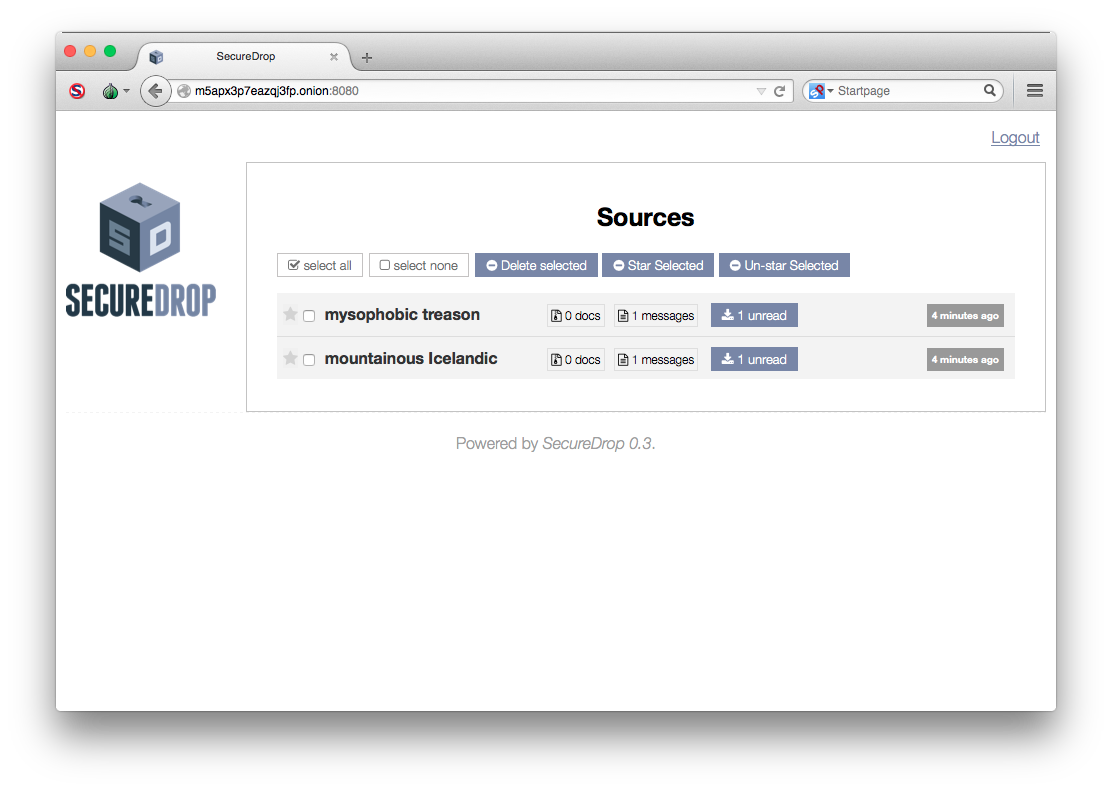 SecureDrop
m5apx3p7eazqj3fp.onion:8080
Startpage
Logout
SD
SECUREDROP
Sources
select all select none Delete selected Star Selected Un-star Selected
mysophobic treason 0 docs 1 messages 1 unread 4 minutes ago
mountainous Icelandic 0 docs 1 messages 1 unread 4 minutes ago
Powered by SecureDrop 0.3.